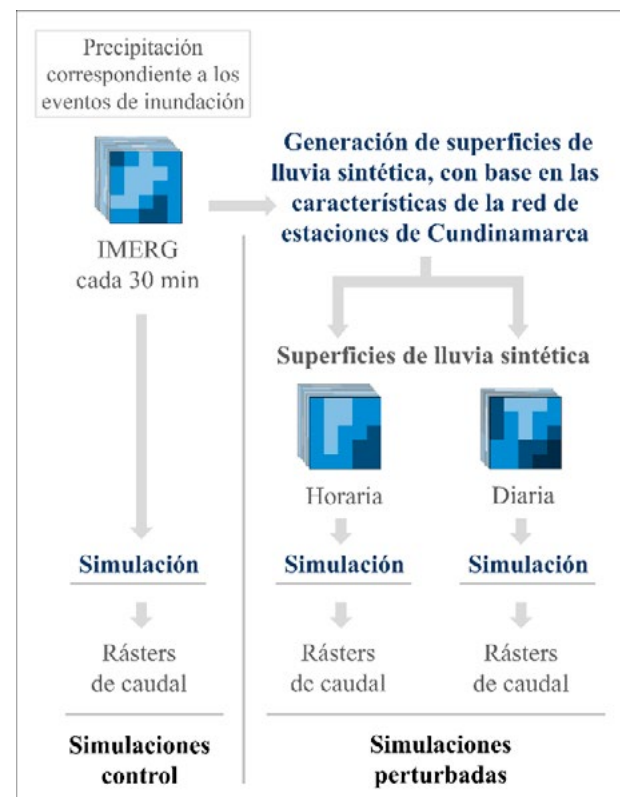 Precipitación
correspondiente a los
eventos de inundación
IMERG
cada 30 min
Generación de superficies de
lluvia sintética, con base en las
características de la red de
estaciones de Cundinamarca
Superficies de lluvia sintética
Horaria
Diaria
Simulación
Simulación
Simulación
Rásters
de caudal
Rásters
de caudal
Rásters
de caudal
Simulaciones
control
Simulaciones
perturbadas